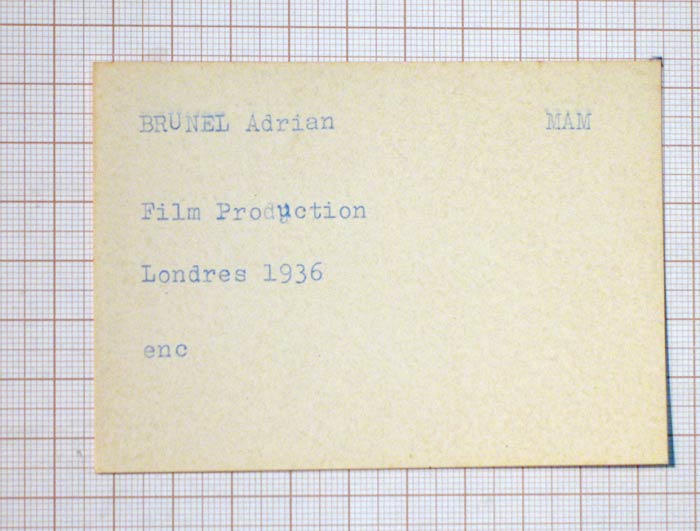 BRUNEL Adrian MAM
Film Production
Londres 1936
enc